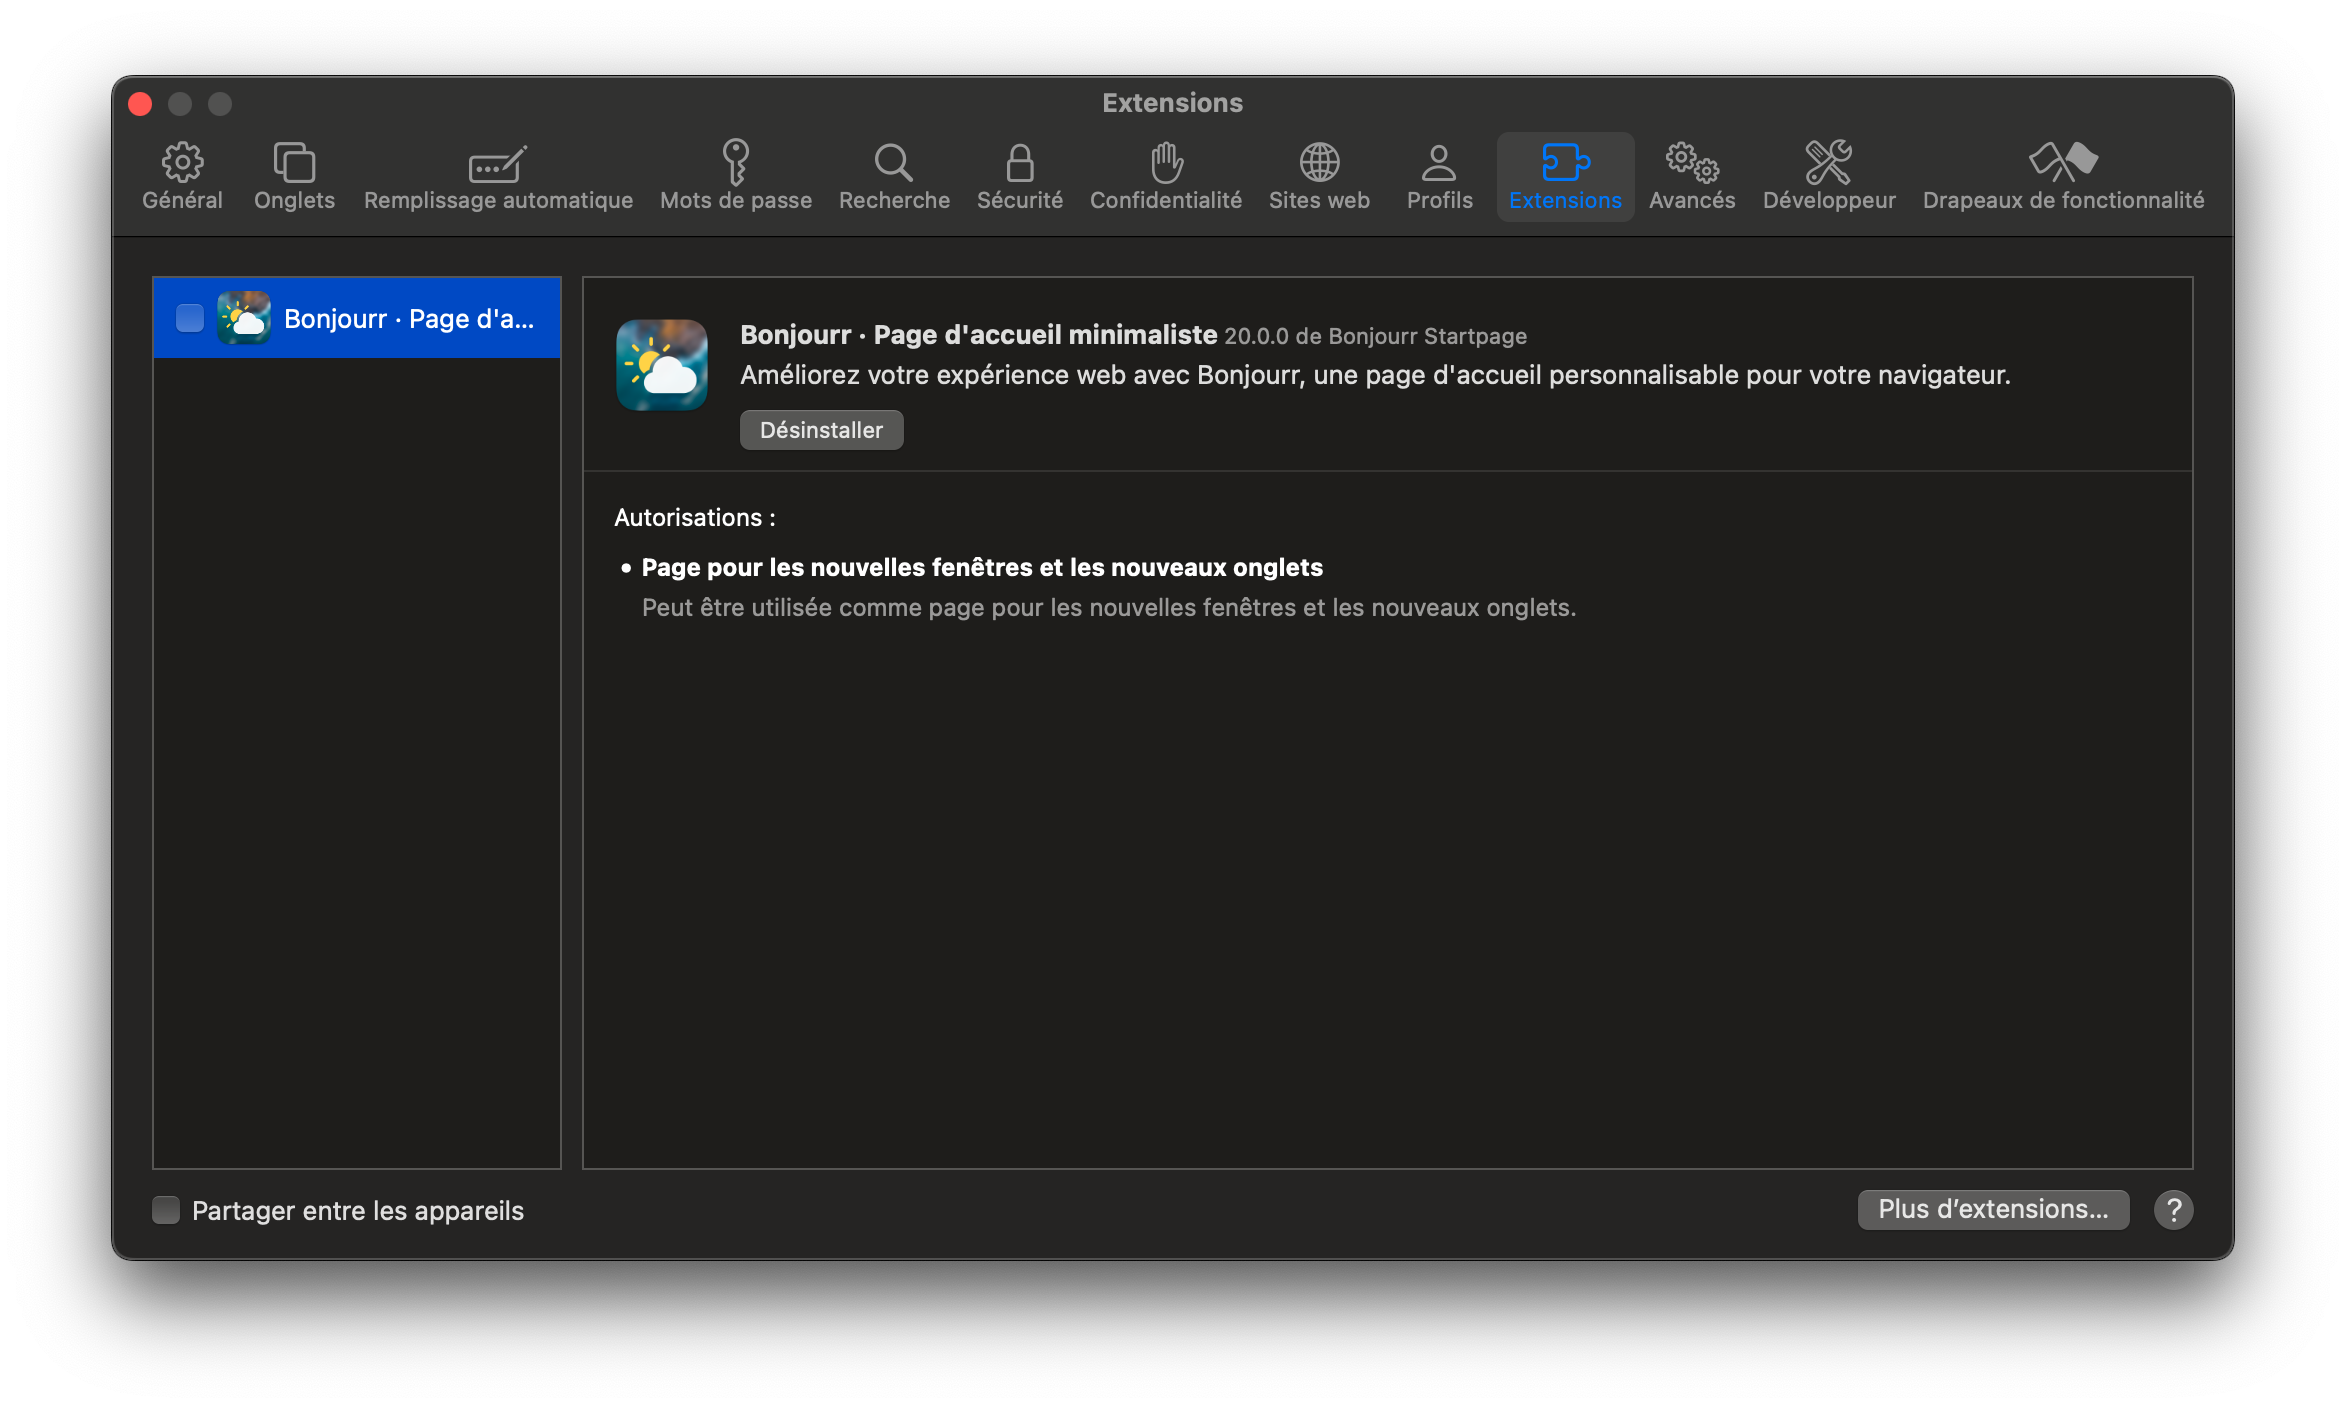 Extensions
Général
Onglets
Remplissage automatique
Mots de passe
Recherche
Sécurité
Confidentialité
Sites web
Profils
Extensions
Avancés
Développeur
Drapeaux de fonctionnalité
Bonjourr · Page d'a...
Bonjourr · Page d'accueil minimaliste 20.0.0 de Bonjourr Startpage
Améliorez votre expérience web avec Bonjourr, une page d'accueil personnalisable pour votre navigateur.
Désinstaller
Autorisations :
• Page pour les nouvelles fenêtres et les nouveaux onglets
Peut être utilisée comme page pour les nouvelles fenêtres et les nouveaux onglets.
Partager entre les appareils
Plus d’extensions...
?